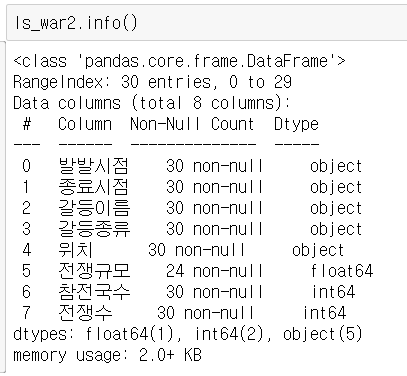 ls_war2.info()
<class 'pandas.core.frame.DataFrame'>
RangeIndex: 30 entries, 0 to 29
Data columns (total 8 columns):
 #   Column  Non-Null Count  Dtype
---  ------  --------------  -----
 0   발발시점    30 non-null     object
 1   종료시점    30 non-null     object
 2   갈등이름    30 non-null     object
 3   갈등종류    30 non-null     object
 4   위치      30 non-null     object
 5   전쟁규모    24 non-null     float64
 6   참전국수    30 non-null     int64
 7   전쟁수     30 non-null     int64
dtypes: float64(1), int64(2), object(5)
memory usage: 2.0+ KB